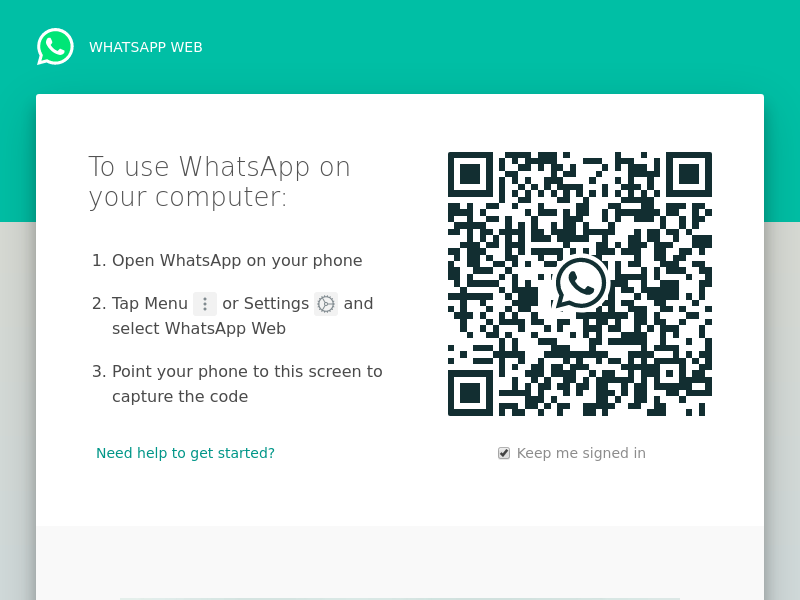 WHATSAPP WEB
To use WhatsApp on
your computer:
1. Open WhatsApp on your phone
2. Tap Menu or Settings and
select WhatsApp Web
3. Point your phone to this screen to
capture the code
Need help to get started?
Keep me signed in